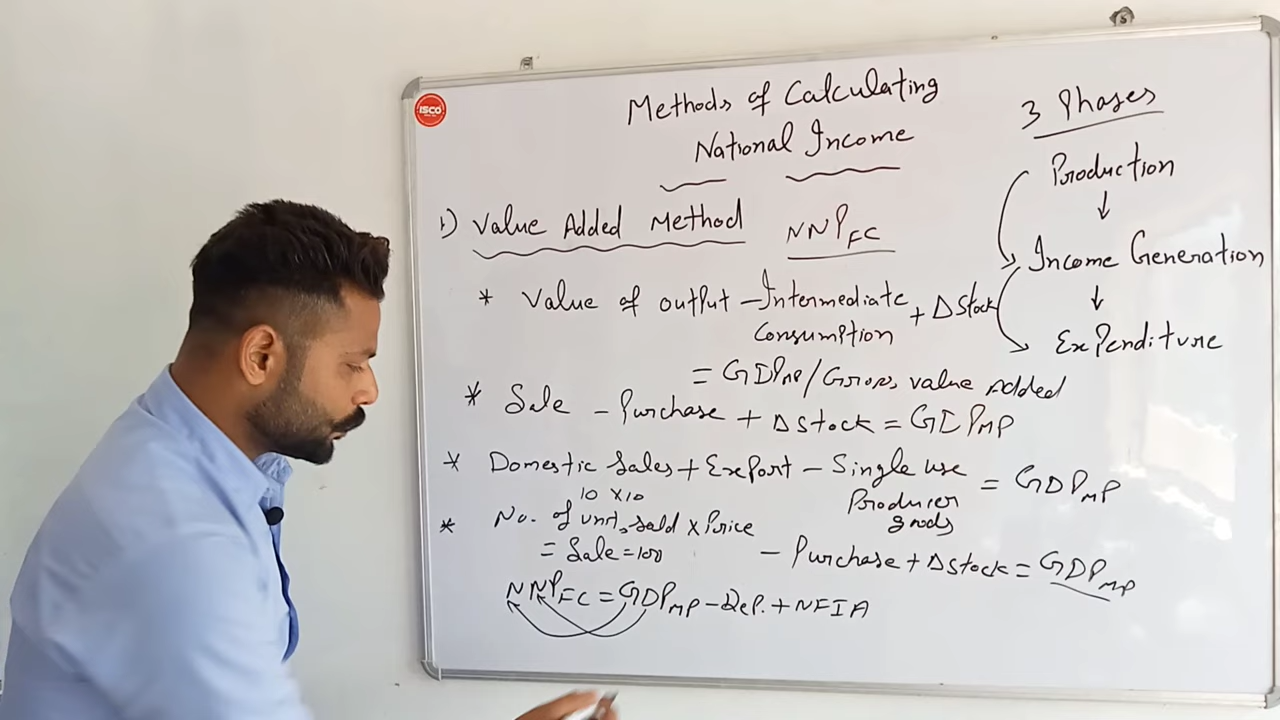 ISCO
Methods of Calculating
National Income
3 Phases
Production
↓
Income Generation
↓
Expenditure
1) Value Added Method NNP FC
* Value of output - Intermediate Consumption + Δ Stock
= GDP MP / Gross value Added
* Sale - Purchase + Δ Stock = GDP MP
* Domestic Sales + Export - Single use Producer goods = GDP MP
10 x 10
* No. of units sold x Price
= Sale = 100 - Purchase + Δ Stock = GDP MP
NNP FC = GDP MP - Dep. + NFIA